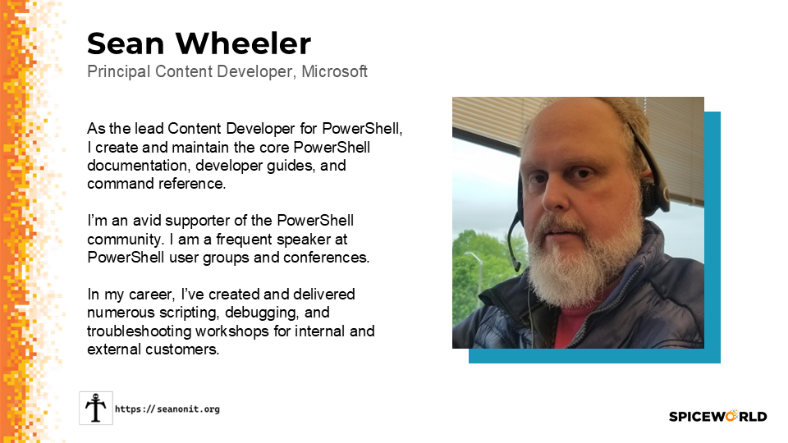 Sean Wheeler
Principal Content Developer, Microsoft
As the lead Content Developer for PowerShell,
I create and maintain the core PowerShell
documentation, developer guides, and
command reference.
I’m an avid supporter of the PowerShell
community. I am a frequent speaker at
PowerShell user groups and conferences.
In my career, I’ve created and delivered
numerous scripting, debugging, and
troubleshooting workshops for internal and
external customers.
https://seanonit.org
SPICEWORLD